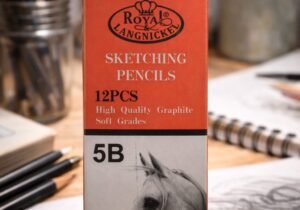 ROYAL
& LANGNICKEL
SKETCHING
PENCILS
12PCS
High Quality Graphite
Soft Grades
5B